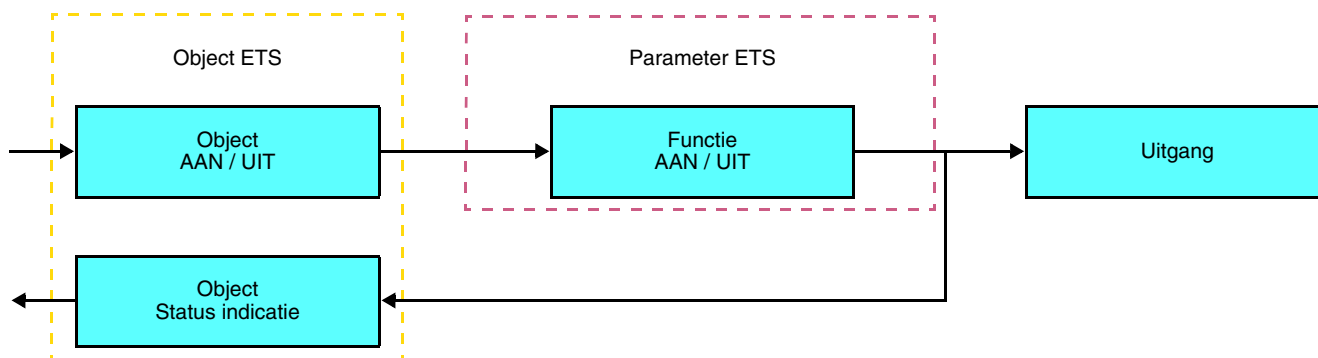 Object ETS
Parameter ETS
Object
AAN / UIT
Functie
AAN / UIT
Uitgang
Object
Status indicatie